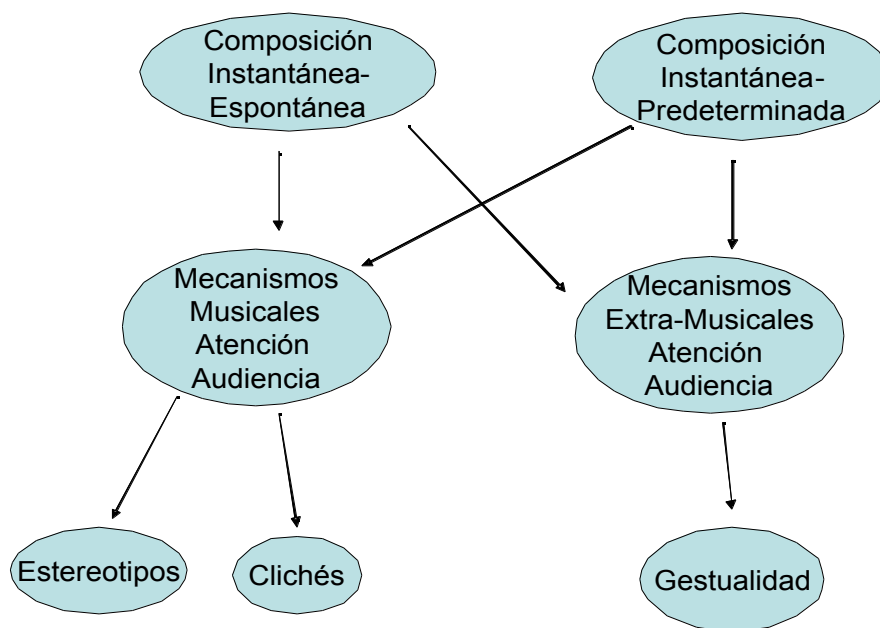 Composición
Instantánea-
Espontánea
Composición
Instantánea-
Predeterminada
Mecanismos
Musicales
Atención
Audiencia
Mecanismos
Extra-Musicales
Atención
Audiencia
Estereotipos
Clichés
Gestualidad